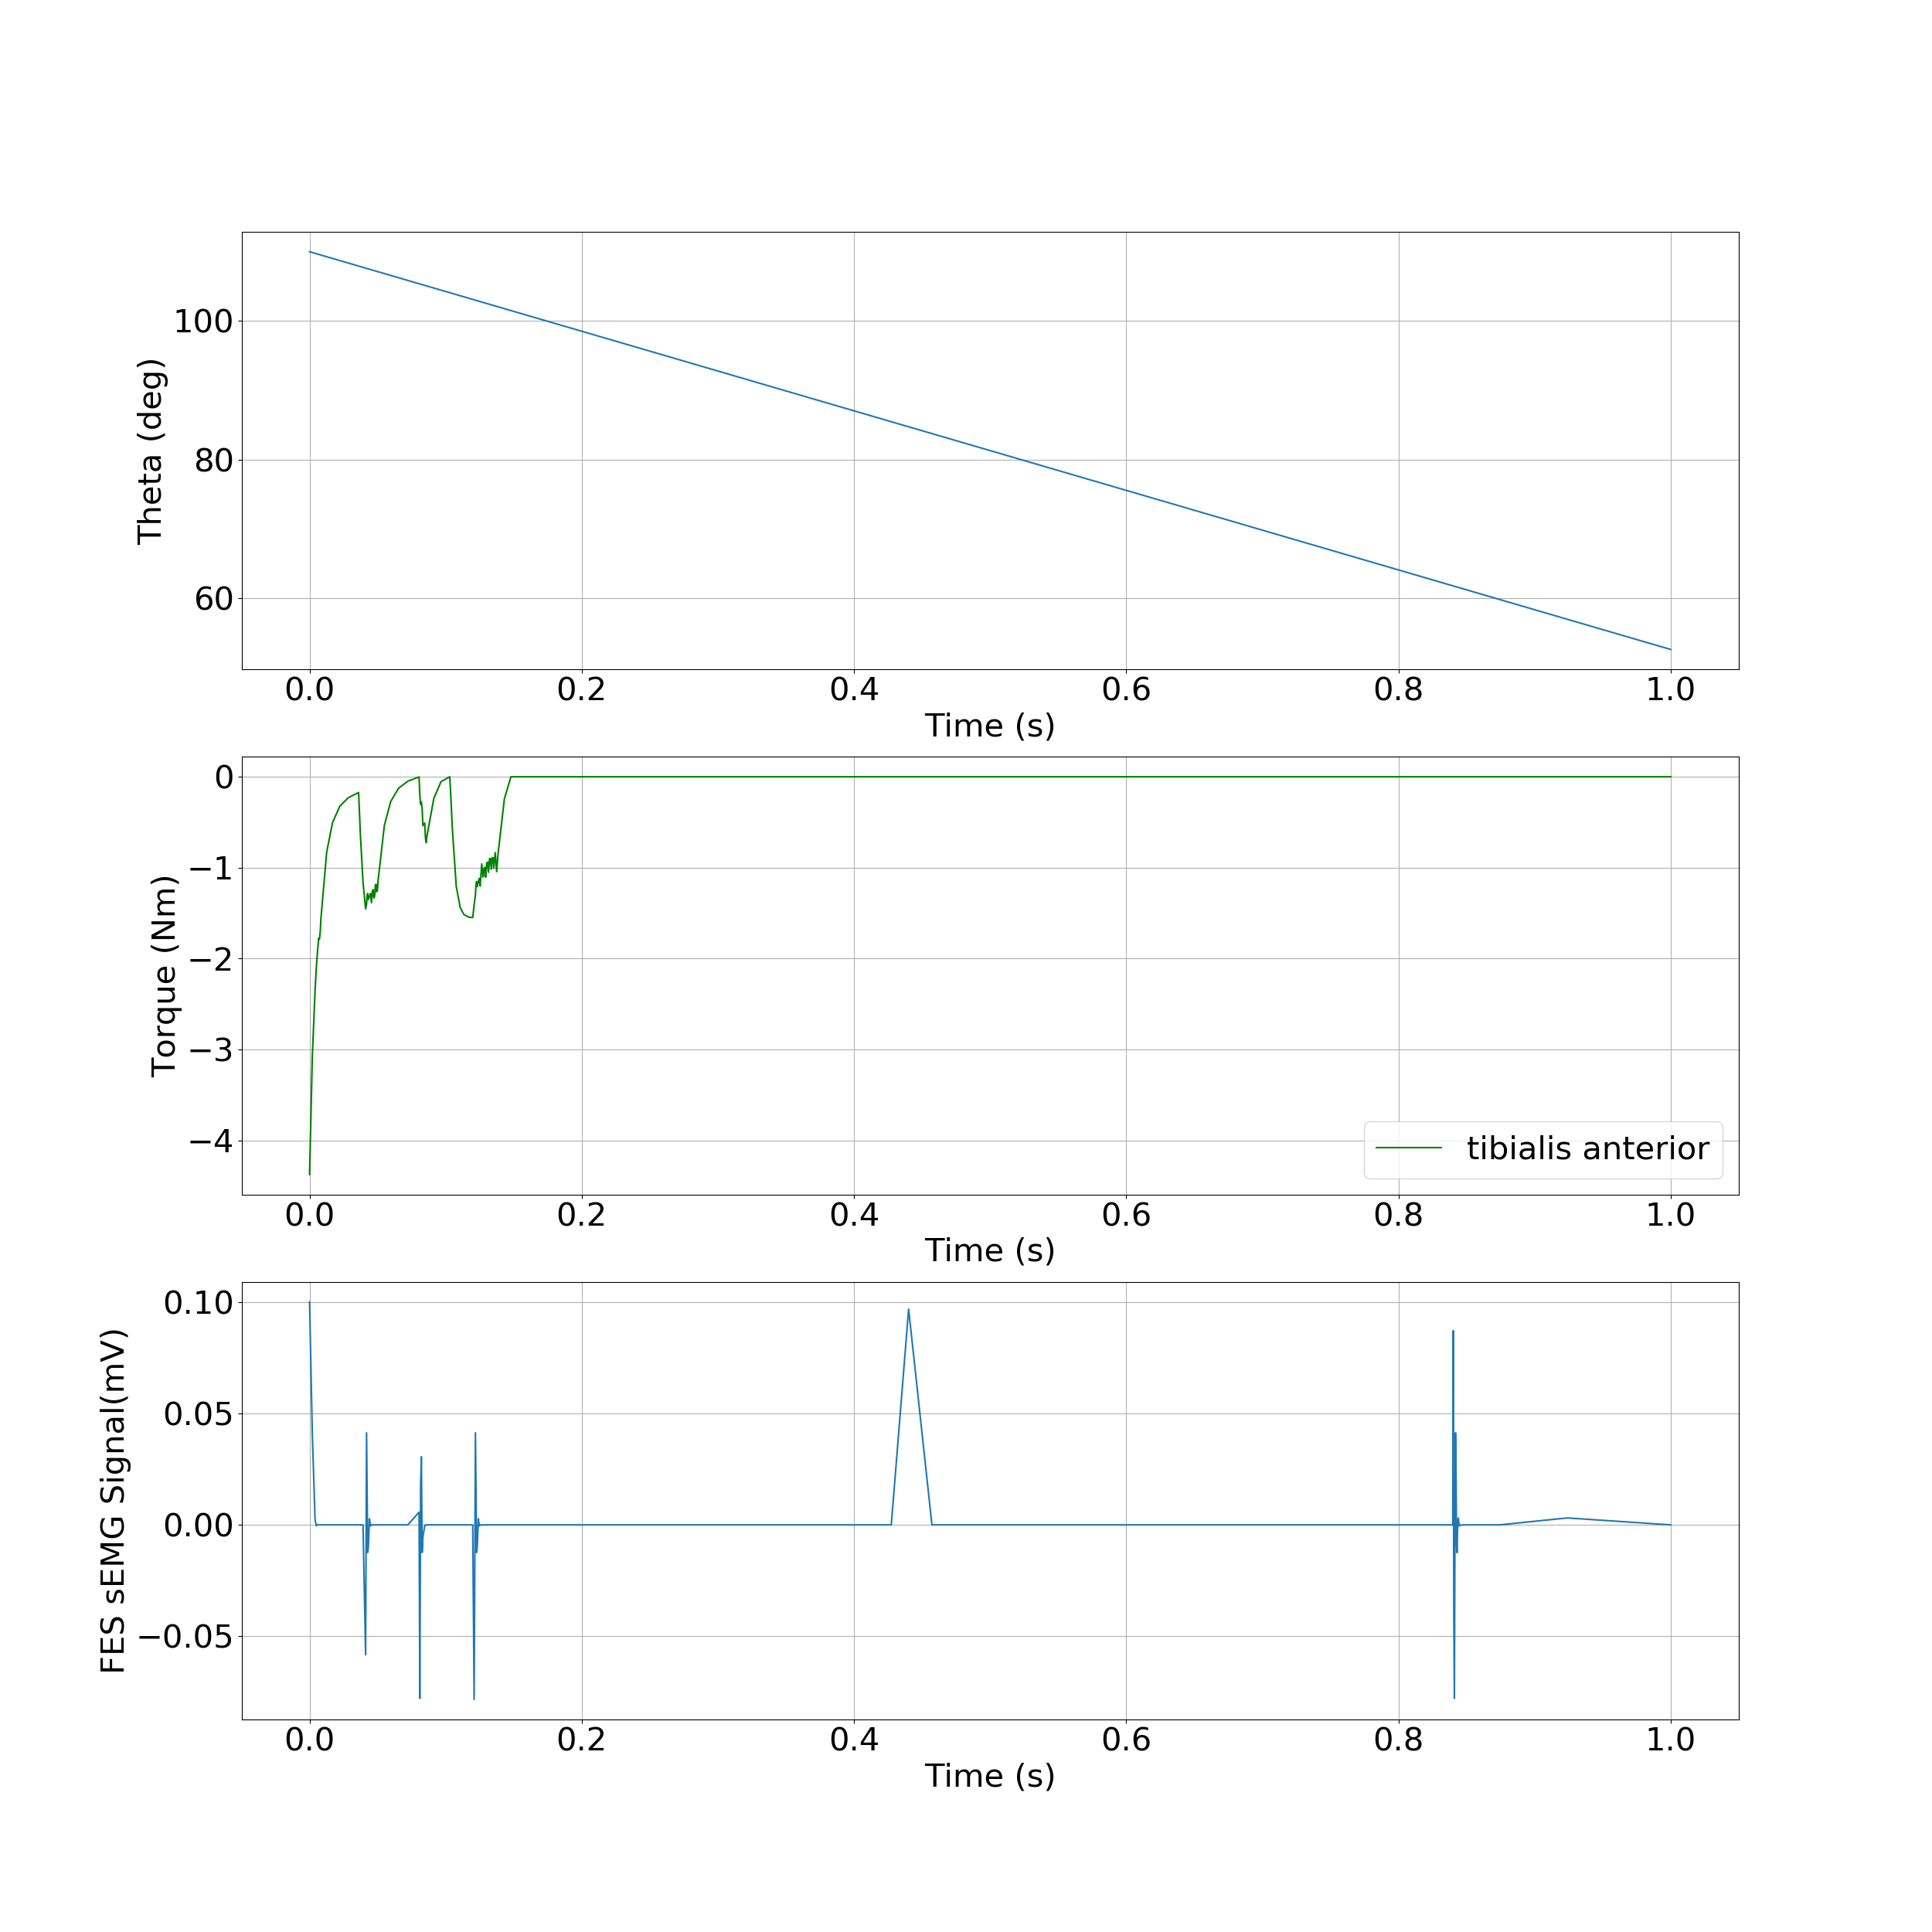 Theta (deg)
100
80
60
0.0 0.2 0.4 0.6 0.8 1.0
Time (s)
Torque (Nm)
0
−1
−2
−3
−4
tibialis anterior
0.0 0.2 0.4 0.6 0.8 1.0
Time (s)
FES sEMG Signal(mV)
0.10
0.05
0.00
−0.05
0.0 0.2 0.4 0.6 0.8 1.0
Time (s)